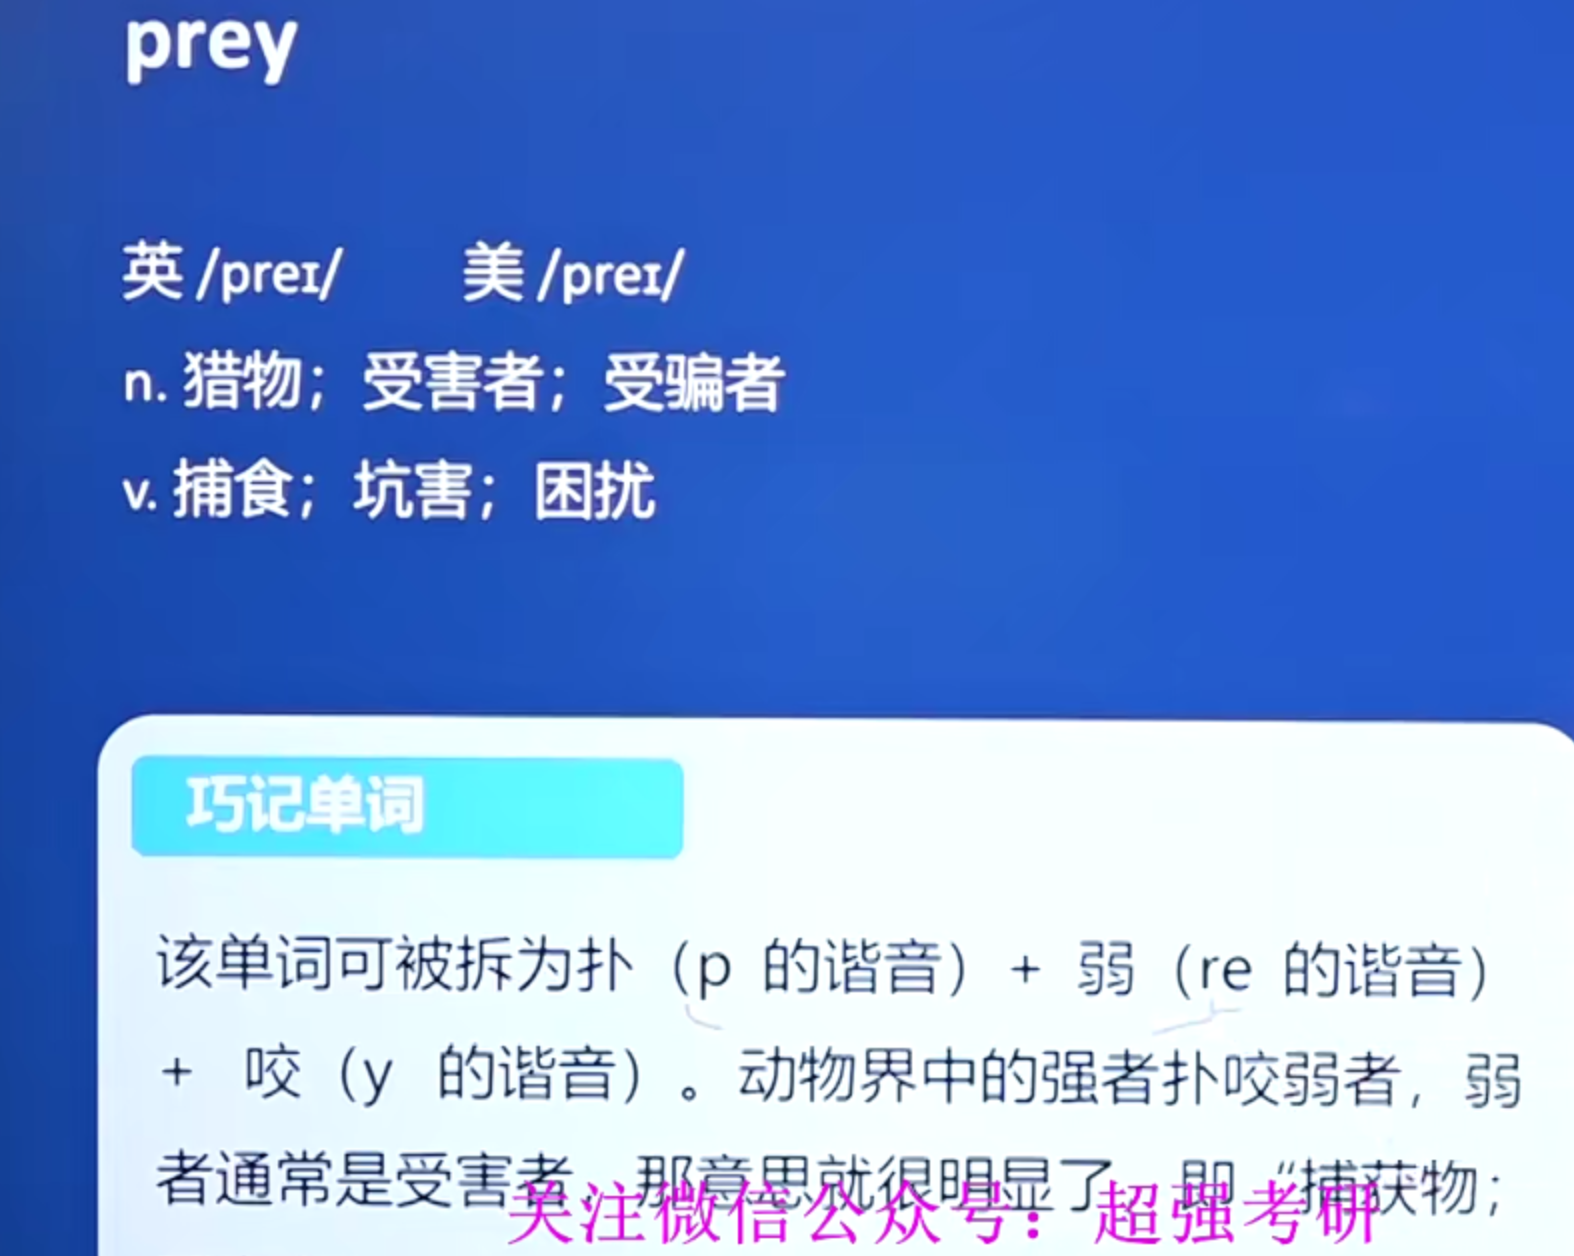 prey
英 /preɪ/ 美 /preɪ/
n. 猎物；受害者；受骗者
v. 捕食；坑害；困扰
巧记单词
该单词可被拆为扑（p 的谐音）+ 弱（re 的谐音）
+ 咬（y 的谐音）。动物界中的强者扑咬弱者，弱
者通常是受害者，那意思就很明显了，即“捕获物；
关注微信公众号：超强考研